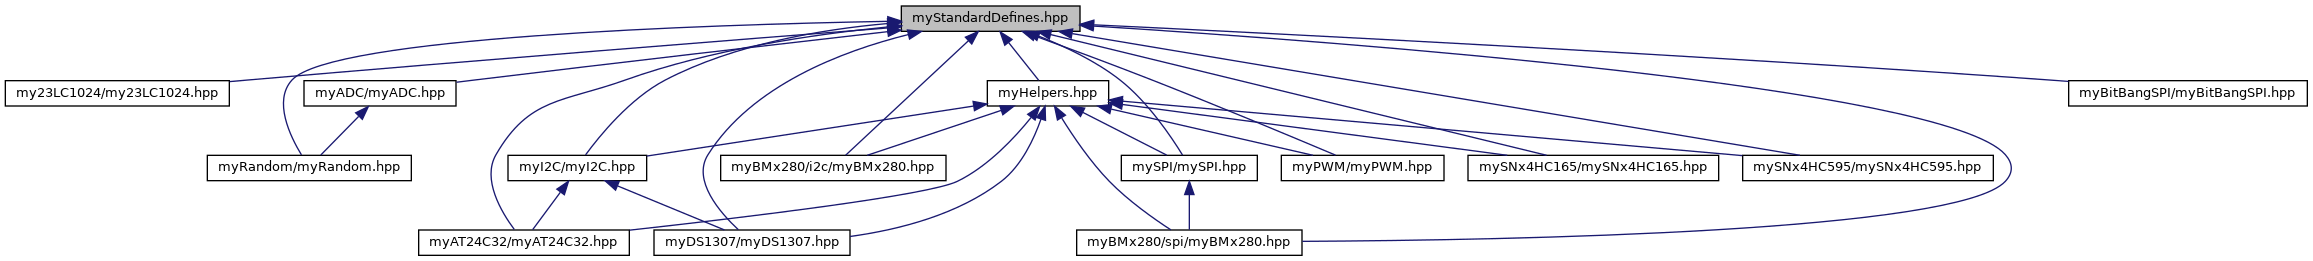 myStandardDefines.hpp
my23LC1024/my23LC1024.hpp
myADC/myADC.hpp
myHelpers.hpp
myBitBangSPI/myBitBangSPI.hpp
myRandom/myRandom.hpp
myI2C/myI2C.hpp
myBMx280/i2c/myBMx280.hpp
mySPI/mySPI.hpp
myPWM/myPWM.hpp
mySNx4HC165/mySNx4HC165.hpp
mySNx4HC595/mySNx4HC595.hpp
myAT24C32/myAT24C32.hpp
myDS1307/myDS1307.hpp
myBMx280/spi/myBMx280.hpp